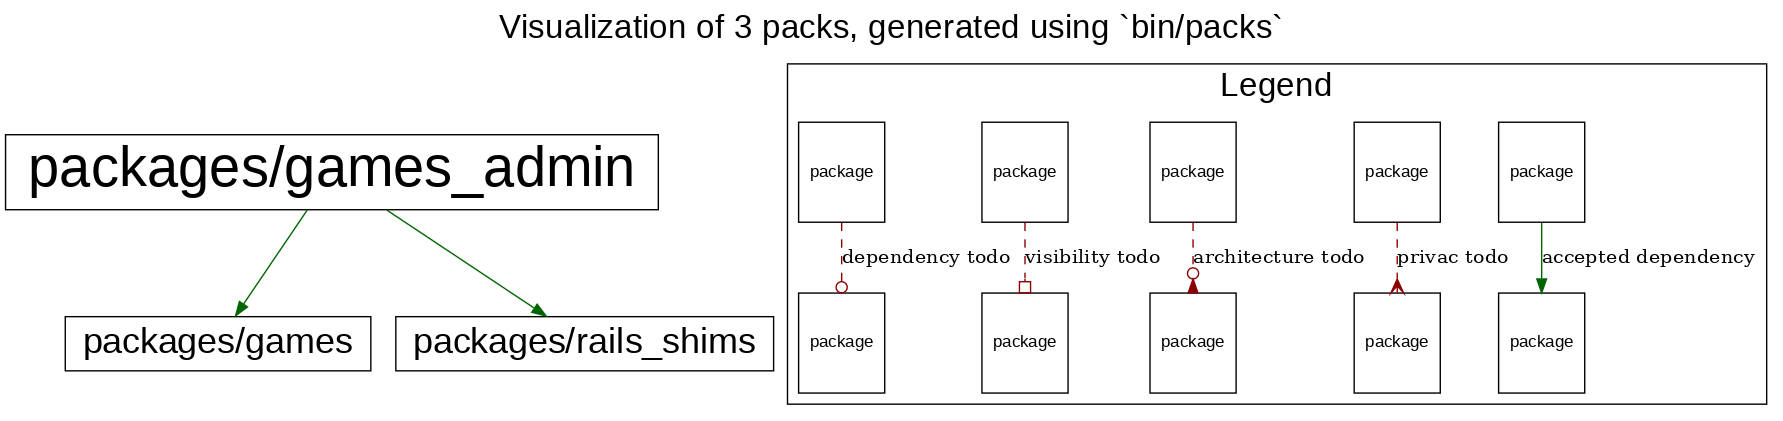 Visualization of 3 packs, generated using `bin/packs`
Legend
packages/games_admin
package
package
package
package
package
dependency todo
visibility todo
architecture todo
privac todo
accepted dependency
packages/games
packages/rails_shims
package
package
package
package
package